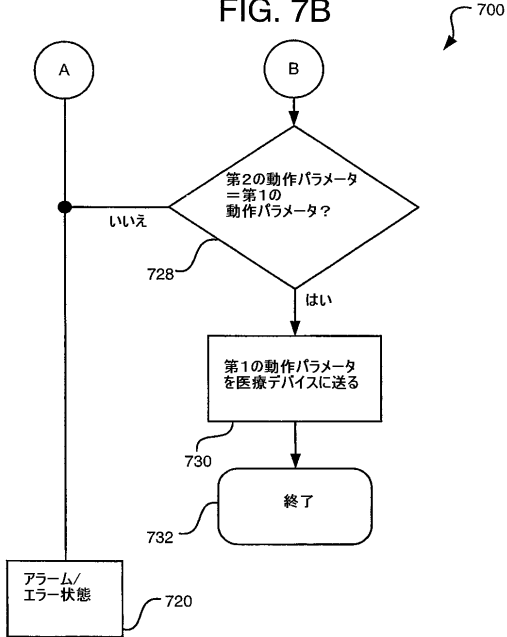 FIG. 7B
700
A
B
第2の動作パラメータ
＝第1の
動作パラメータ？
いいえ
728
はい
第1の動作パラメータ
を医療デバイスに送る
730
終了
732
アラーム/
エラー状態
720